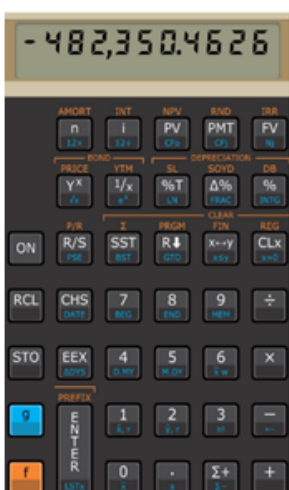 -482,350.4626
AMORT INT NPV RND IRR
n i PV PMT FV
12× 12÷ CFo CFj Nj
BOND DEPRECIATION
PRICE YTM SL SOYD DB
Yˣ 1/x %T Δ% %
√x eˣ LN FRAC INTG
CLEAR
P/R Σ PRGM FIN REG
ON R/S SST R⬇ x↔y CLx
PSE BST GTO x≤y x=0
RCL CHS 7 8 9 ÷
DATE BEG END MEM
STO EEX 4 5 6 ×
ΔDYS D.MY M.DY x̄ w
PREFIX
g ENTER 1 2 3 −
x̂, r ŷ, r n! ←
f 0 . Σ+ +
LSTx x̄ s Σ−